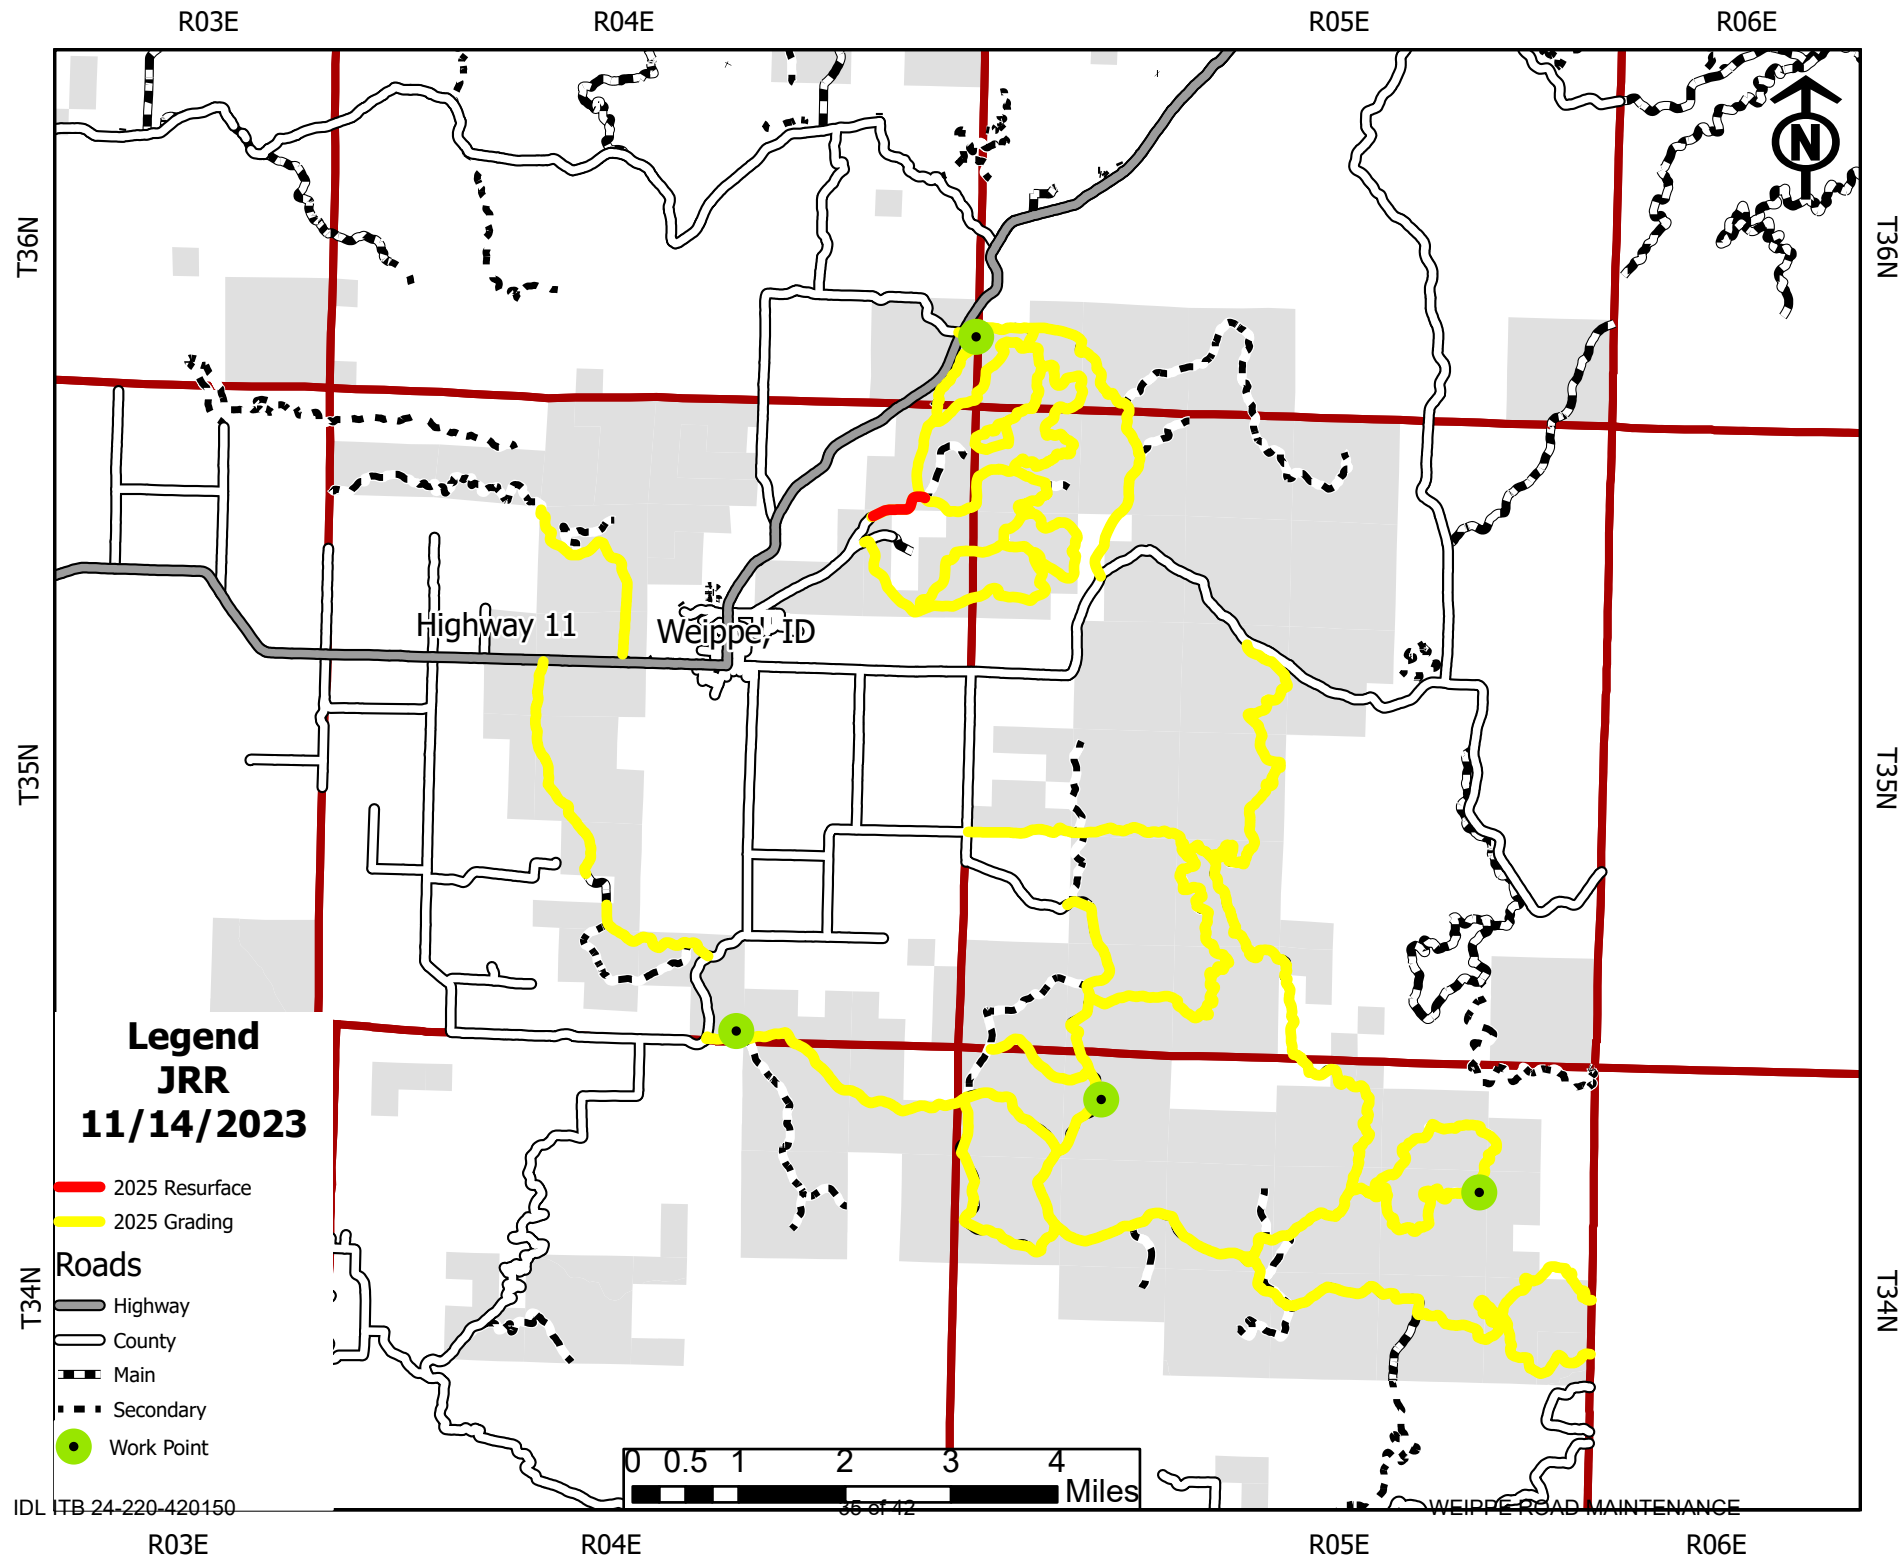 R03E R04E R05E R06E
T36N T36N
N
Highway 11 Weippe, ID
T35N T35N
Legend
JRR
11/14/2023
2025 Resurface
2025 Grading
Roads
Highway
County
Main
Secondary
Work Point
T34N T34N
0 0.5 1 2 3 4
Miles
IDL ITB 24-220-420150 35 of 42 WEIPPE ROAD MAINTENANCE
R03E R04E R05E R06E